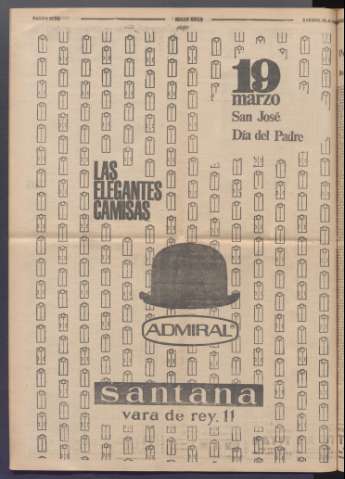 19
marzo
San José
Día del Padre
LAS
ELEGANTES
CAMISAS
ADMIRAL®
santana
vara de rey. 11